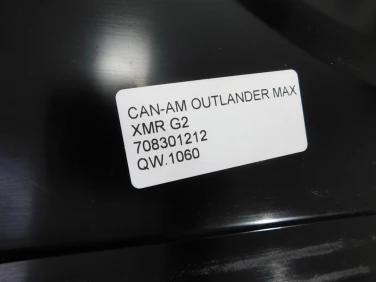 CAN-AM OUTLANDER MAX
XMR G2
708301212
QW.1060